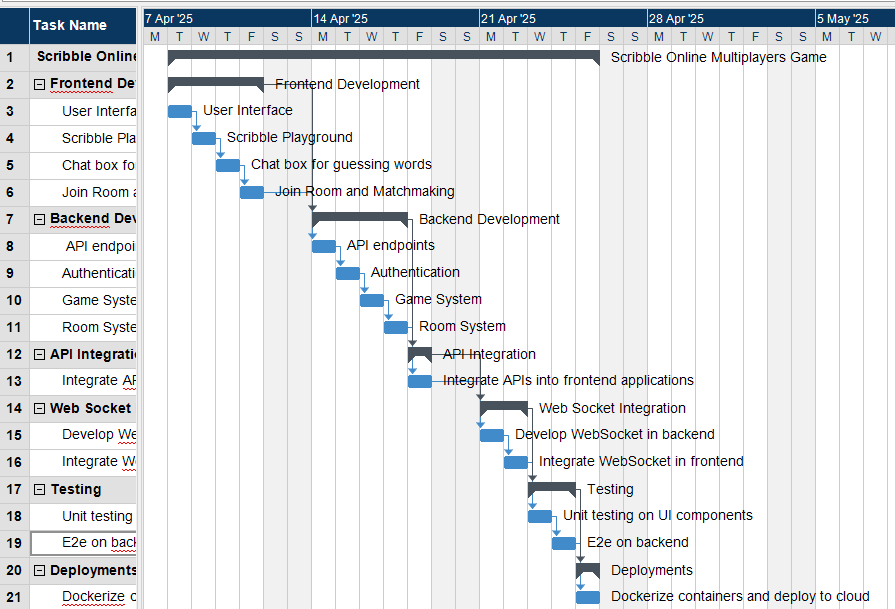 Task Name 7 Apr '25 14 Apr '25 21 Apr '25 28 Apr '25 5 May '25
M T W T F S S M T W T F S S M T W T F S S M T W T F S S M T W
1 Scribble Online Scribble Online Multiplayers Game
2 Frontend De Frontend Development
3 User Interfa User Interface
4 Scribble Pla Scribble Playground
5 Chat box fo Chat box for guessing words
6 Join Room a Join Room and Matchmaking
7 Backend Dev Backend Development
8 API endpoi API endpoints
9 Authenticati Authentication
10 Game Syste Game System
11 Room Syste Room System
12 API Integratio API Integration
13 Integrate AP Integrate APIs into frontend applications
14 Web Socket Web Socket Integration
15 Develop We Develop WebSocket in backend
16 Integrate W Integrate WebSocket in frontend
17 Testing Testing
18 Unit testing Unit testing on UI components
19 E2e on back E2e on backend
20 Deployments Deployments
21 Dockerize c Dockerize containers and deploy to cloud